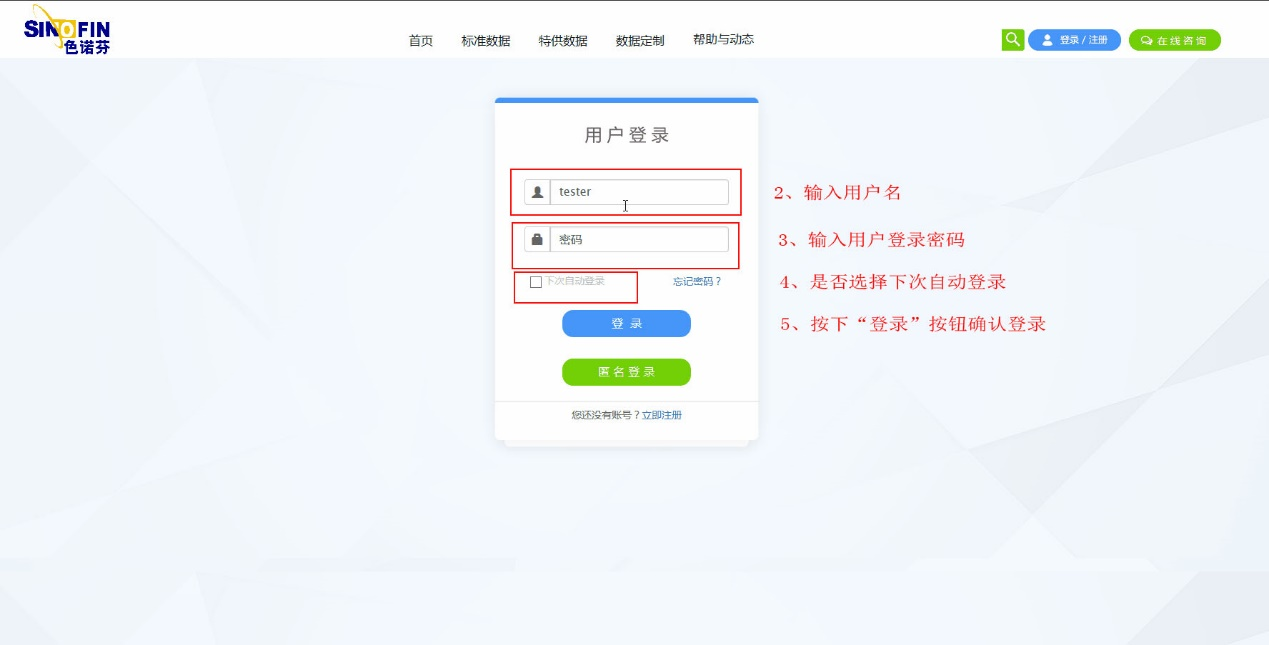 SINOFIN
色诺芬
首页 标准数据 特供数据 数据定制 帮助与动态 登录 / 注册 在线咨询
用户登录
tester
2、输入用户名
密码
3、输入用户登录密码
下次自动登录 忘记密码？
4、是否选择下次自动登录
登 录
5、按下“登录”按钮确认登录
匿名登录
您还没有账号？立即注册